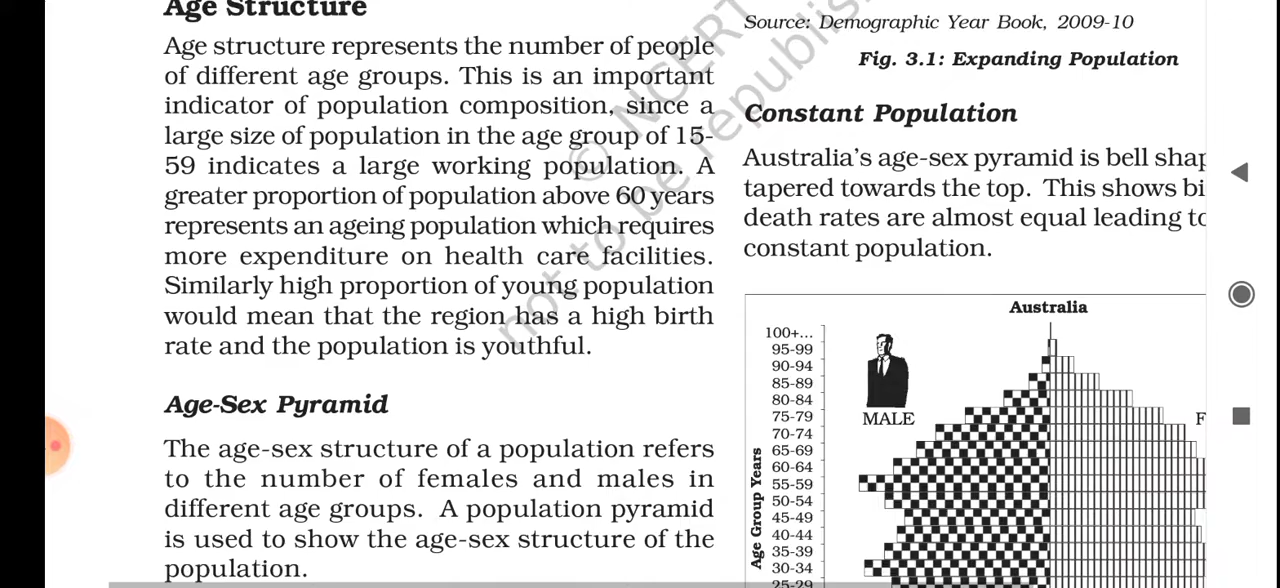 Age Structure
Age structure represents the number of people
of different age groups. This is an important
indicator of population composition, since a
large size of population in the age group of 15-
59 indicates a large working population. A
greater proportion of population above 60 years
represents an ageing population which requires
more expenditure on health care facilities.
Similarly high proportion of young population
would mean that the region has a high birth
rate and the population is youthful.
Age-Sex Pyramid
The age-sex structure of a population refers
to the number of females and males in
different age groups. A population pyramid
is used to show the age-sex structure of the
population.
Source: Demographic Year Book, 2009-10
Fig. 3.1: Expanding Population
Constant Population
Australia's age-sex pyramid is bell shap
tapered towards the top. This shows bi
death rates are almost equal leading to
constant population.
Australia
100+...
95-99
90-94
85-89
80-84
75-79
70-74
65-69
60-64
55-59
50-54
45-49
40-44
35-39
30-34
25-29
Age Group Years
MALE
F
© NCERT
not to be republis